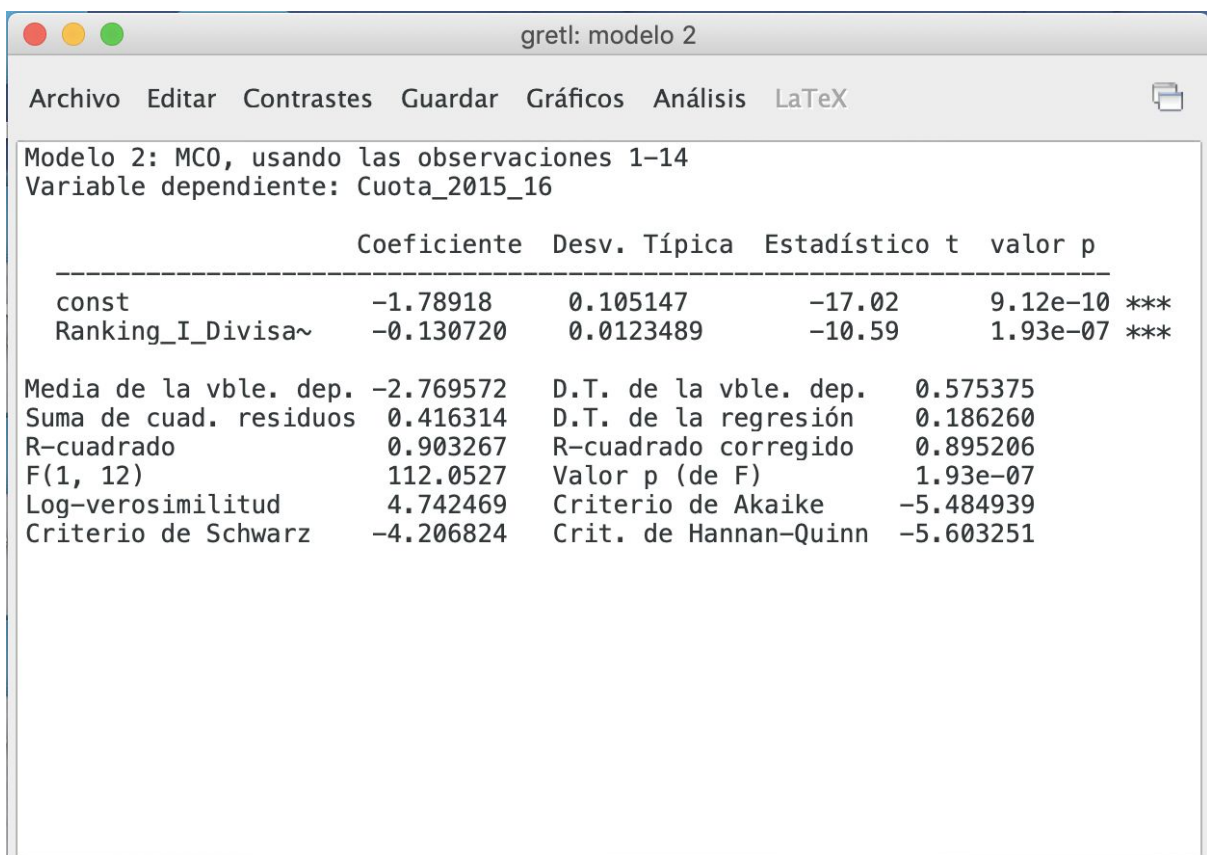 gretl: modelo 2
Archivo Editar Contrastes Guardar Gráficos Análisis LaTeX
Modelo 2: MCO, usando las observaciones 1-14
Variable dependiente: Cuota_2015_16
Coeficiente Desv. Típica Estadístico t valor p
const -1.78918 0.105147 -17.02 9.12e-10 ***
Ranking_I_Divisa~ -0.130720 0.0123489 -10.59 1.93e-07 ***
Media de la vble. dep. -2.769572 D.T. de la vble. dep. 0.575375
Suma de cuad. residuos 0.416314 D.T. de la regresión 0.186260
R-cuadrado 0.903267 R-cuadrado corregido 0.895206
F(1, 12) 112.0527 Valor p (de F) 1.93e-07
Log-verosimilitud 4.742469 Criterio de Akaike -5.484939
Criterio de Schwarz -4.206824 Crit. de Hannan-Quinn -5.603251